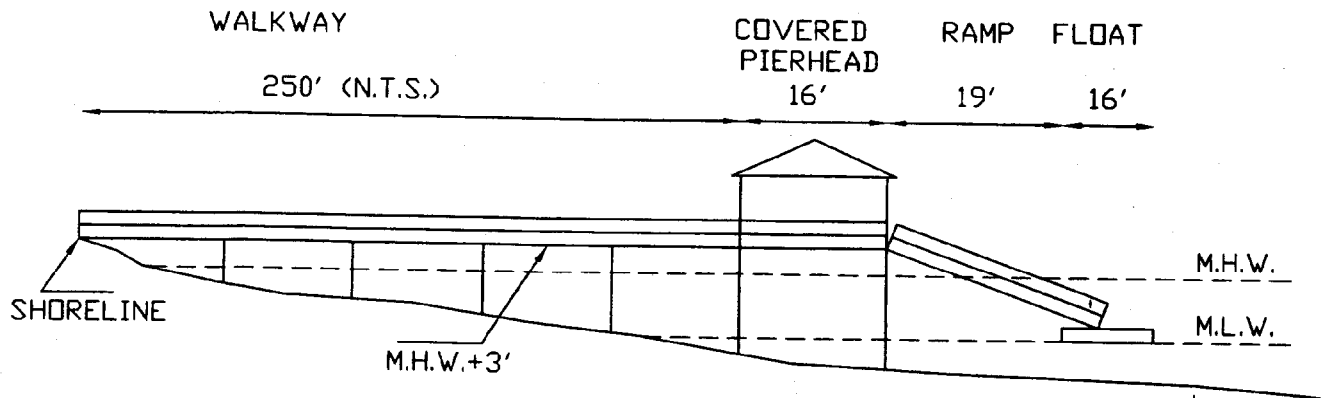 WALKWAY
COVERED
PIERHEAD
RAMP
FLOAT
250' (N.T.S.)
16'
19'
16'
M.H.W.
SHORELINE
M.L.W.
M.H.W.+3'